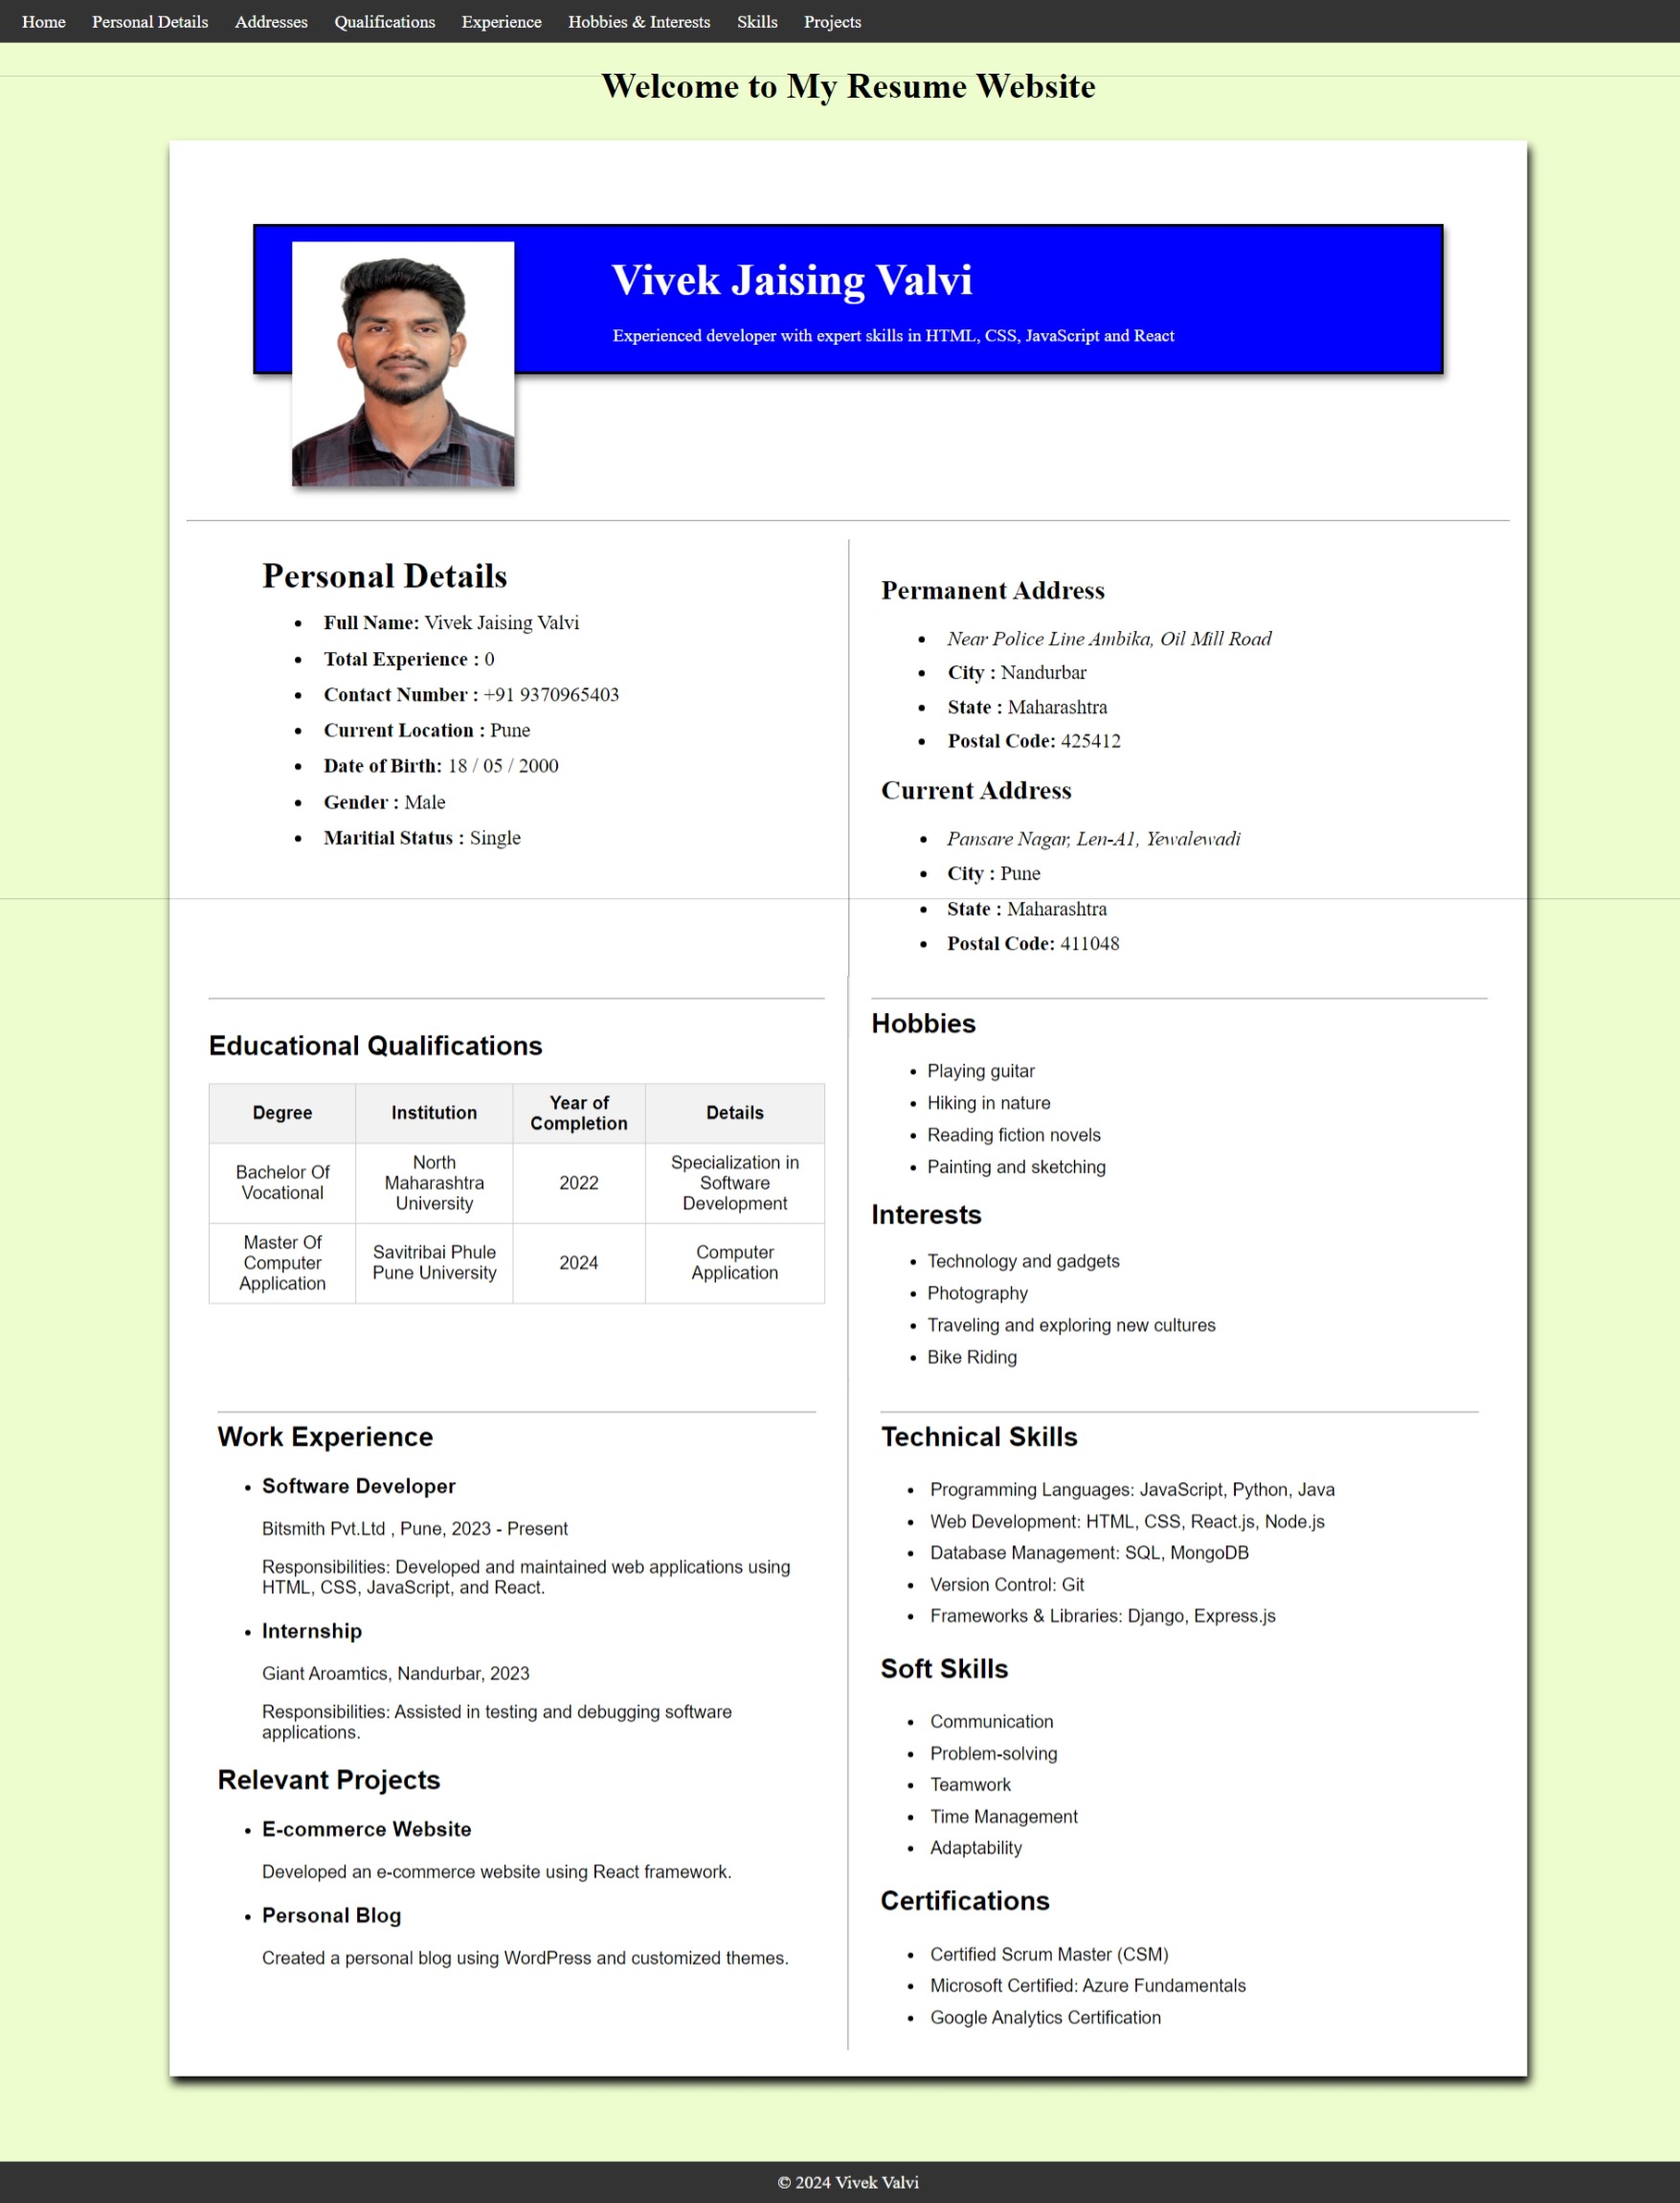 Home Personal Details Addresses Qualifications Experience Hobbies & Interests Skills Projects
Welcome to My Resume Website
Vivek Jaising Valvi
Experienced developer with expert skills in HTML, CSS, JavaScript and React
Personal Details
• Full Name: Vivek Jaising Valvi
• Total Experience : 0
• Contact Number : +91 9370965403
• Current Location : Pune
• Date of Birth: 18 / 05 / 2000
• Gender : Male
• Maritial Status : Single
Permanent Address
• Near Police Line Ambika, Oil Mill Road
• City : Nandurbar
• State : Maharashtra
• Postal Code: 425412
Current Address
• Pansare Nagar, Len-A1, Yewalewadi
• City : Pune
• State : Maharashtra
• Postal Code: 411048
Educational Qualifications
Degree Institution Year of Completion Details
Bachelor Of Vocational North Maharashtra University 2022 Specialization in Software Development
Master Of Computer Application Savitribai Phule Pune University 2024 Computer Application
Hobbies
• Playing guitar
• Hiking in nature
• Reading fiction novels
• Painting and sketching
Interests
• Technology and gadgets
• Photography
• Traveling and exploring new cultures
• Bike Riding
Work Experience
• Software Developer
Bitsmith Pvt.Ltd , Pune, 2023 - Present
Responsibilities: Developed and maintained web applications using
HTML, CSS, JavaScript, and React.
• Internship
Giant Aroamtics, Nandurbar, 2023
Responsibilities: Assisted in testing and debugging software
applications.
Relevant Projects
• E-commerce Website
Developed an e-commerce website using React framework.
• Personal Blog
Created a personal blog using WordPress and customized themes.
Technical Skills
• Programming Languages: JavaScript, Python, Java
• Web Development: HTML, CSS, React.js, Node.js
• Database Management: SQL, MongoDB
• Version Control: Git
• Frameworks & Libraries: Django, Express.js
Soft Skills
• Communication
• Problem-solving
• Teamwork
• Time Management
• Adaptability
Certifications
• Certified Scrum Master (CSM)
• Microsoft Certified: Azure Fundamentals
• Google Analytics Certification
© 2024 Vivek Valvi